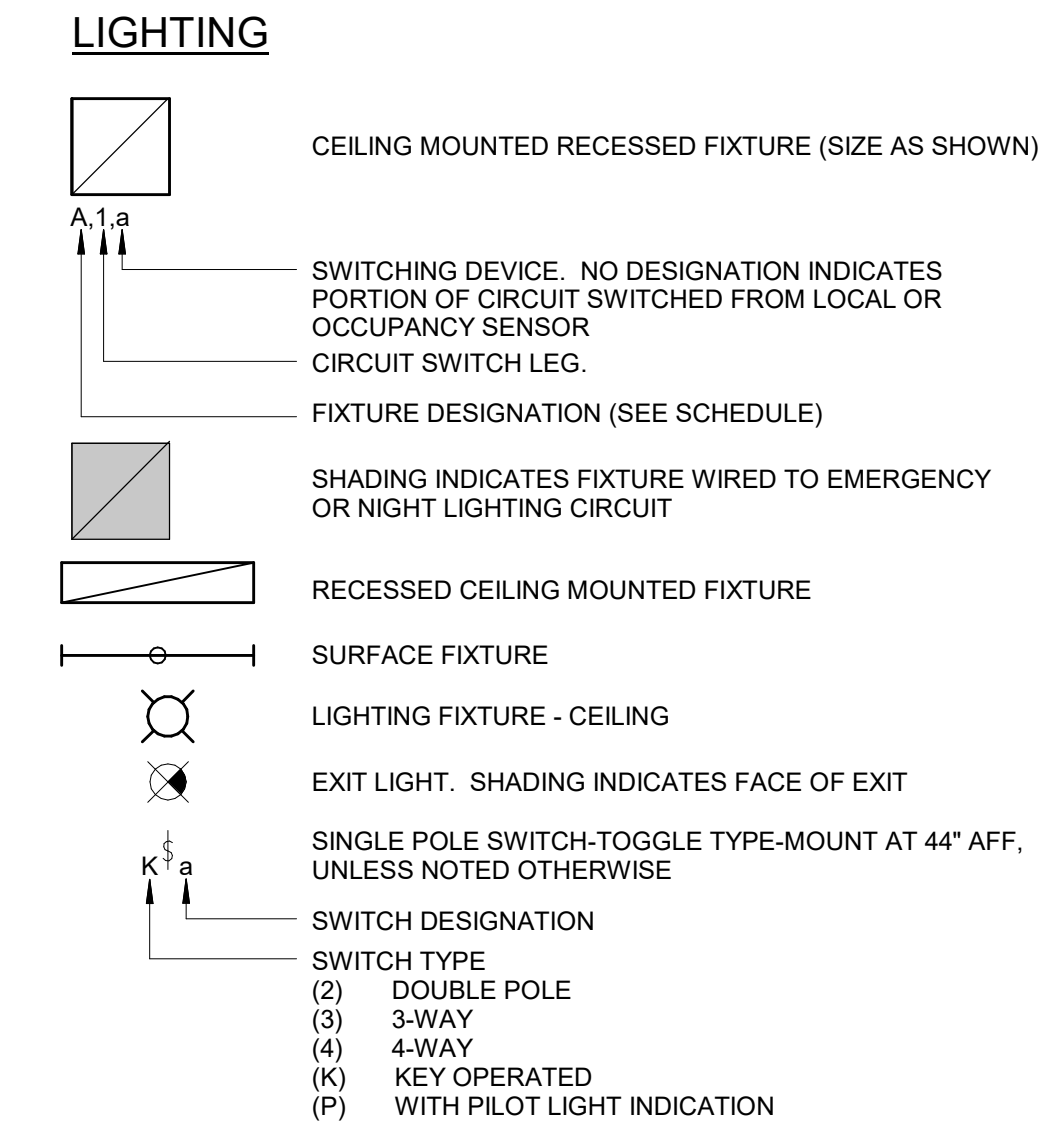 LIGHTING
CEILING MOUNTED RECESSED FIXTURE (SIZE AS SHOWN)
A,1,a
SWITCHING DEVICE. NO DESIGNATION INDICATES
PORTION OF CIRCUIT SWITCHED FROM LOCAL OR
OCCUPANCY SENSOR
CIRCUIT SWITCH LEG.
FIXTURE DESIGNATION (SEE SCHEDULE)
SHADING INDICATES FIXTURE WIRED TO EMERGENCY
OR NIGHT LIGHTING CIRCUIT
RECESSED CEILING MOUNTED FIXTURE
SURFACE FIXTURE
LIGHTING FIXTURE - CEILING
EXIT LIGHT. SHADING INDICATES FACE OF EXIT
K $ a
SINGLE POLE SWITCH-TOGGLE TYPE-MOUNT AT 44" AFF,
UNLESS NOTED OTHERWISE
SWITCH DESIGNATION
SWITCH TYPE
(2) DOUBLE POLE
(3) 3-WAY
(4) 4-WAY
(K) KEY OPERATED
(P) WITH PILOT LIGHT INDICATION